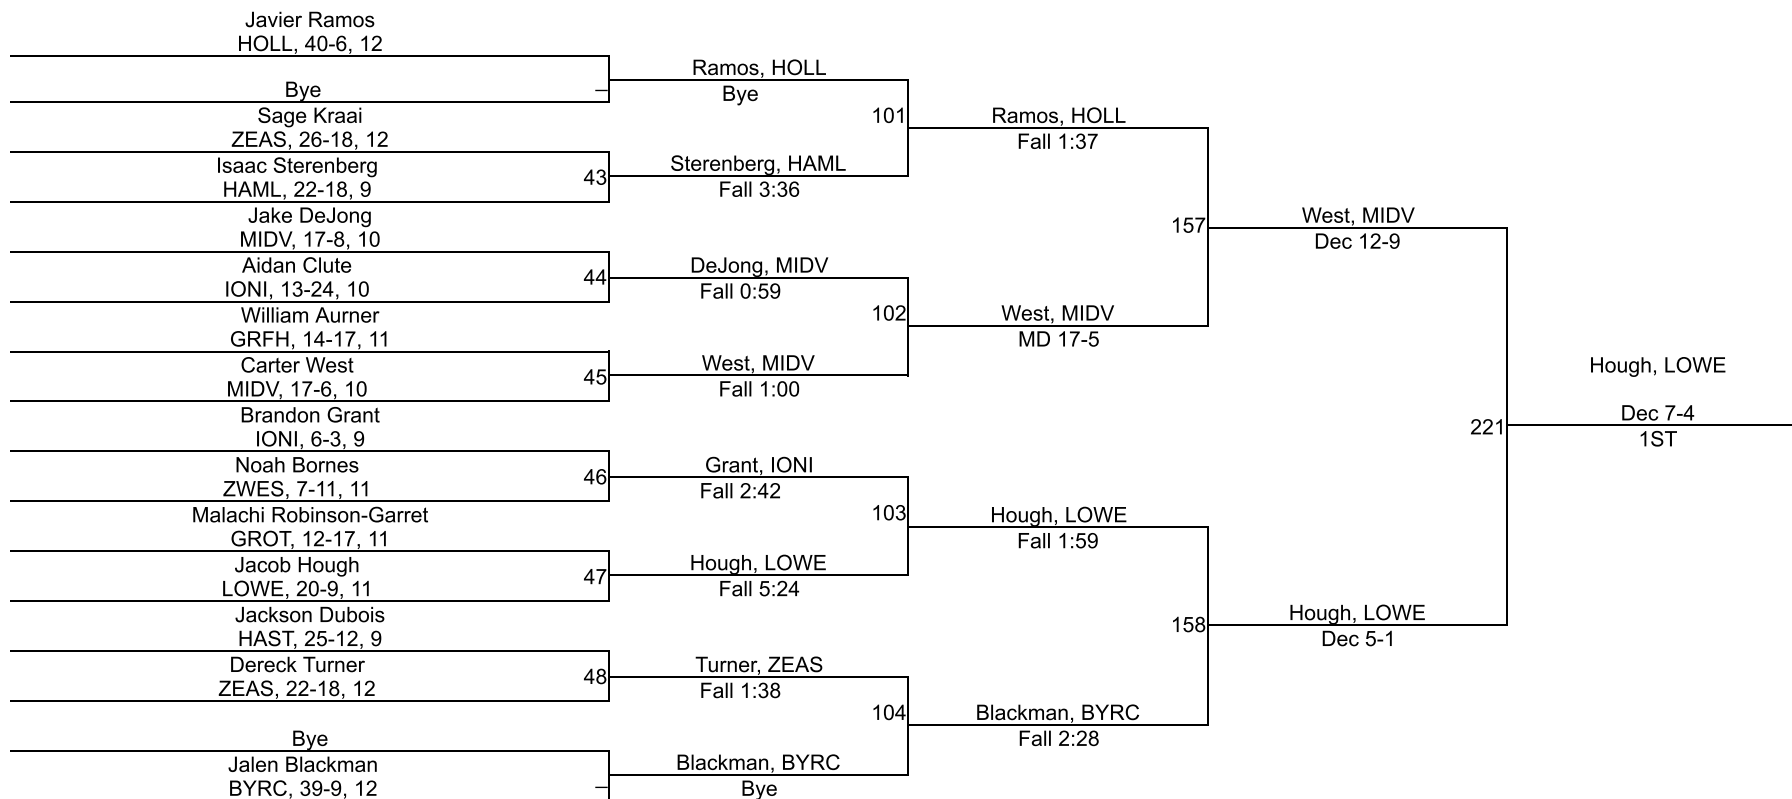 Javier Ramos
HOLL, 40-6, 12
Bye
–
Sage Kraai
ZEAS, 26-18, 12
Isaac Sterenberg
HAML, 22-18, 9
43
Jake DeJong
MIDV, 17-8, 10
Aidan Clute
IONI, 13-24, 10
44
William Aurner
GRFH, 14-17, 11
Carter West
MIDV, 17-6, 10
45
Brandon Grant
IONI, 6-3, 9
Noah Bornes
ZWES, 7-11, 11
46
Malachi Robinson-Garret
GROT, 12-17, 11
Jacob Hough
LOWE, 20-9, 11
47
Jackson Dubois
HAST, 25-12, 9
Dereck Turner
ZEAS, 22-18, 12
48
Bye
Jalen Blackman
BYRC, 39-9, 12
–
Ramos, HOLL
Bye
101
Sterenberg, HAML
Fall 3:36
DeJong, MIDV
Fall 0:59
102
West, MIDV
Fall 1:00
Grant, IONI
Fall 2:42
103
Hough, LOWE
Fall 5:24
Turner, ZEAS
Fall 1:38
104
Blackman, BYRC
Bye
Ramos, HOLL
Fall 1:37
157
West, MIDV
MD 17-5
Hough, LOWE
Fall 1:59
158
Blackman, BYRC
Fall 2:28
West, MIDV
Dec 12-9
221
Hough, LOWE
Dec 5-1
Hough, LOWE
Dec 7-4
1ST